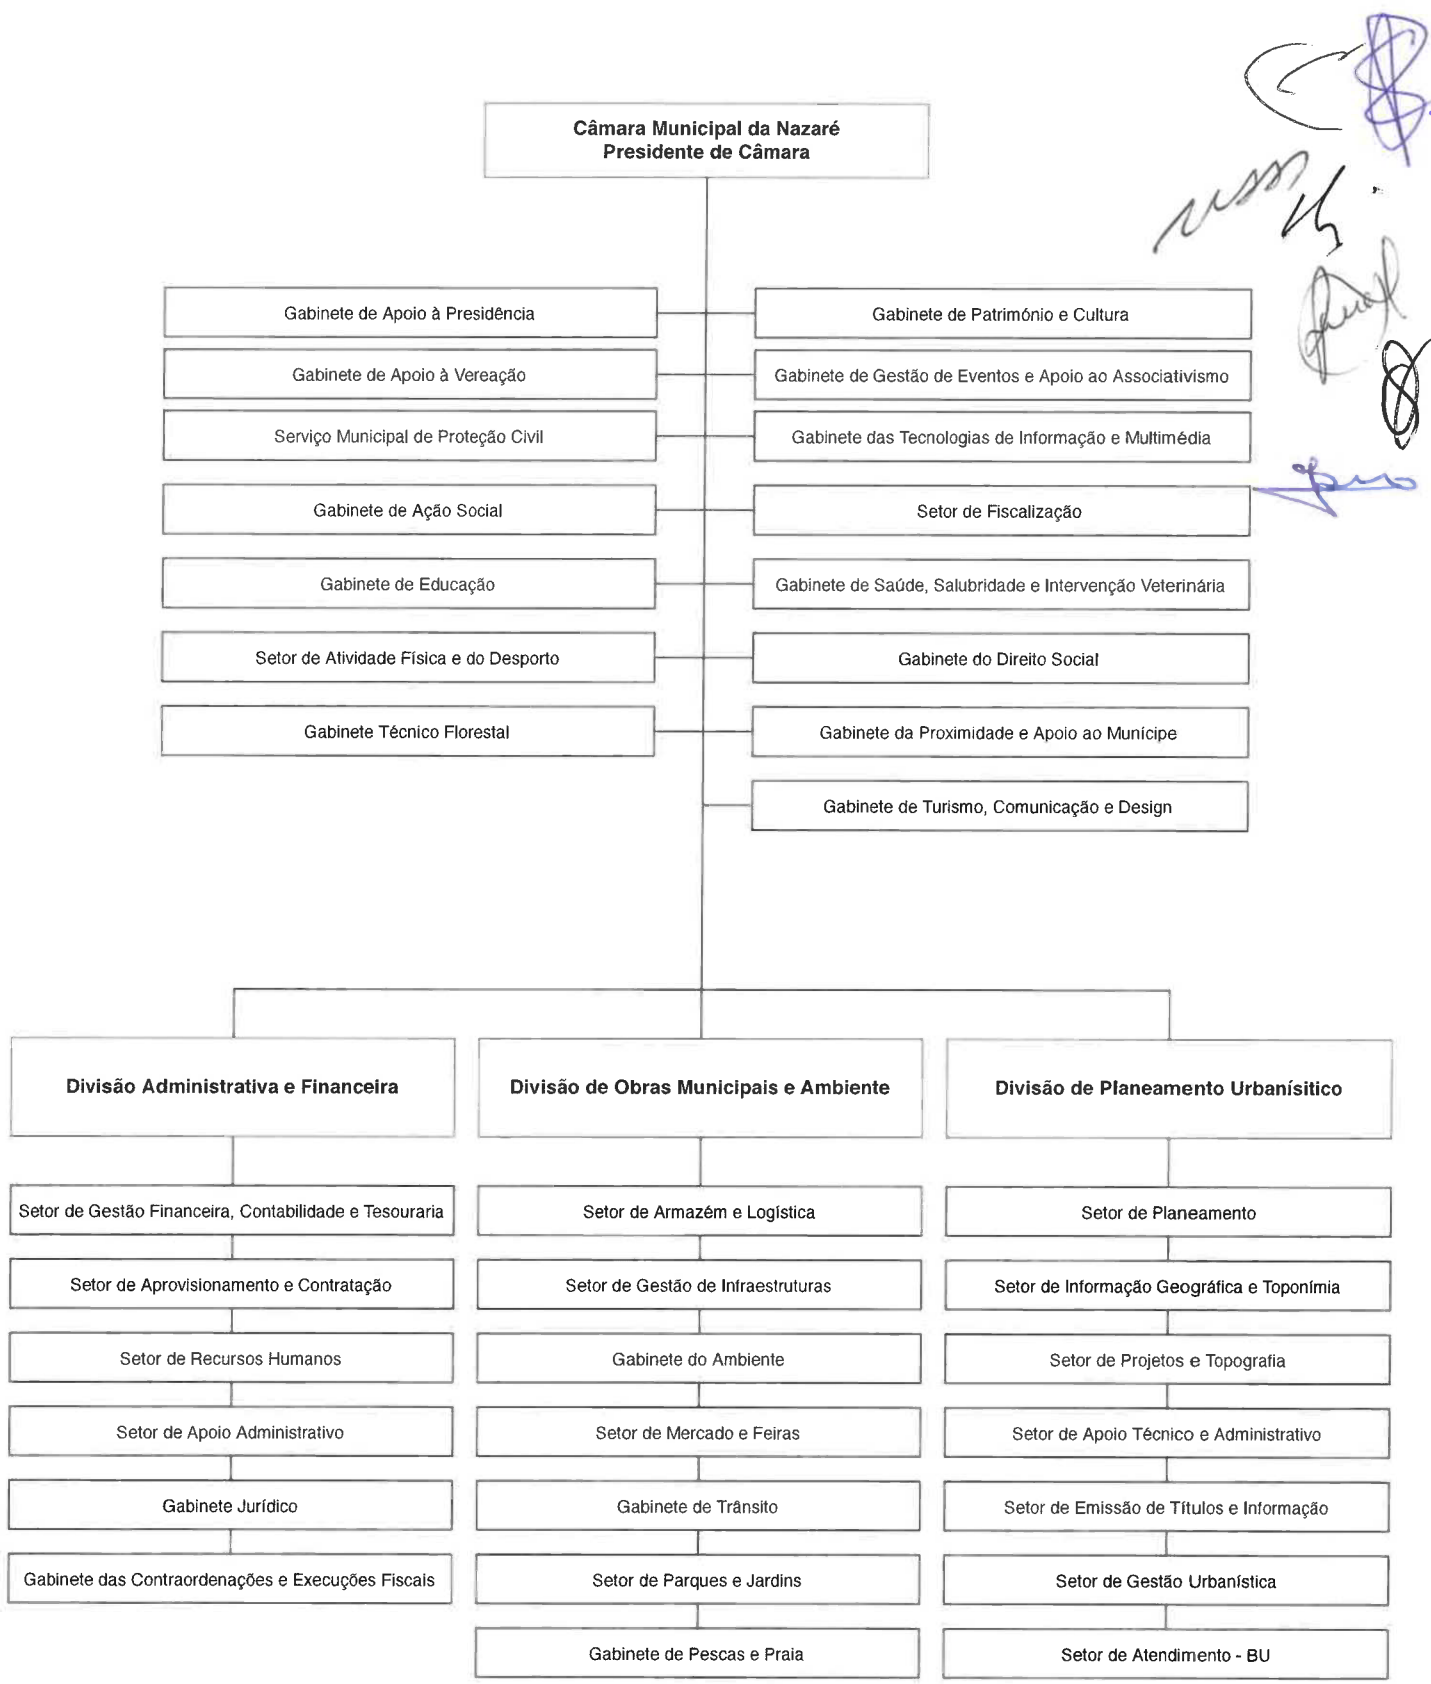 Câmara Municipal da Nazaré
Presidente de Câmara
Gabinete de Apoio à Presidência
Gabinete de Património e Cultura
Gabinete de Apoio à Vereação
Gabinete de Gestão de Eventos e Apoio ao Associativismo
Serviço Municipal de Proteção Civil
Gabinete das Tecnologias de Informação e Multimédia
Gabinete de Ação Social
Setor de Fiscalização
Gabinete de Educação
Gabinete de Saúde, Salubridade e Intervenção Veterinária
Setor de Atividade Física e do Desporto
Gabinete do Direito Social
Gabinete Técnico Florestal
Gabinete da Proximidade e Apoio ao Munícipe
Gabinete de Turismo, Comunicação e Design
Divisão Administrativa e Financeira
Setor de Gestão Financeira, Contabilidade e Tesouraria
Setor de Aprovisionamento e Contratação
Setor de Recursos Humanos
Setor de Apoio Administrativo
Gabinete Jurídico
Gabinete das Contraordenações e Execuções Fiscais
Divisão de Obras Municipais e Ambiente
Setor de Armazém e Logística
Setor de Gestão de Infraestruturas
Gabinete do Ambiente
Setor de Mercado e Feiras
Gabinete de Trânsito
Setor de Parques e Jardins
Gabinete de Pescas e Praia
Divisão de Planeamento Urbanísitico
Setor de Planeamento
Setor de Informação Geográfica e Toponímia
Setor de Projetos e Topografia
Setor de Apoio Técnico e Administrativo
Setor de Emissão de Títulos e Informação
Setor de Gestão Urbanística
Setor de Atendimento - BU